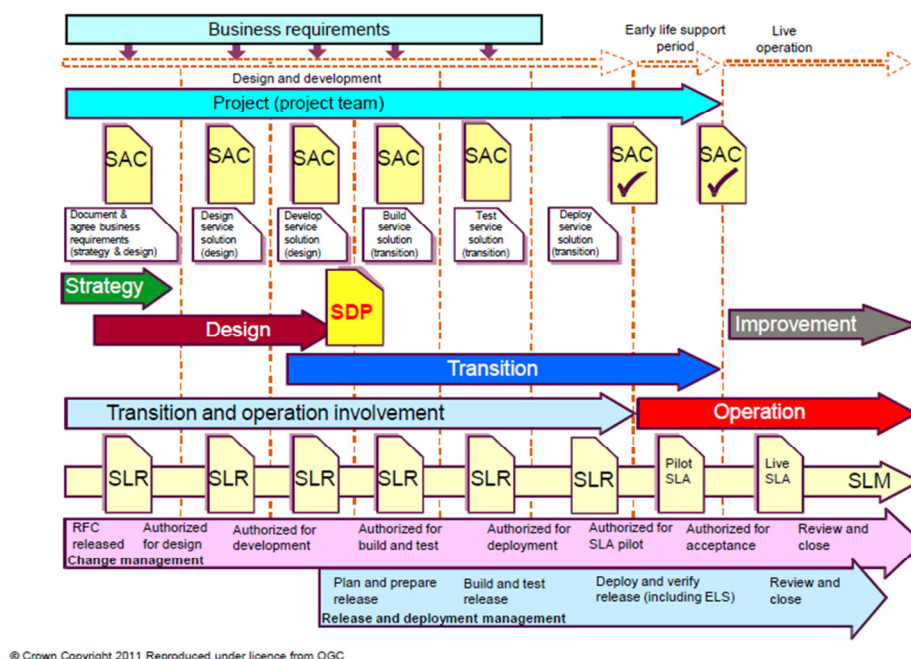 Business requirements
Early life support
period
Live
operation
Design and development
Project (project team)
SAC
SAC
SAC
SAC
SAC
SAC
SAC
Document &
agree business
requirements
(strategy & design)
Design
service
solution
(design)
Develop
service
solution
(design)
Build
service
solution
(transition)
Test
service
solution
(transition)
Deploy
service
solution
(transition)
Strategy
SDP
Design
Improvement
Transition
Transition and operation involvement
Operation
SLR
SLR
SLR
SLR
SLR
SLR
Pilot
SLA
Live
SLA
SLM
RFC
released
Authorized
for design
Authorized for
development
Authorized for
build and test
Authorized for
deployment
Authorized for
SLA pilot
Authorized for
acceptance
Review and
close
Change management
Plan and prepare
release
Build and test
release
Deploy and verify
release (including ELS)
Review and
close
Release and deployment management
© Crown Copyright 2011 Reproduced under licence from OGC